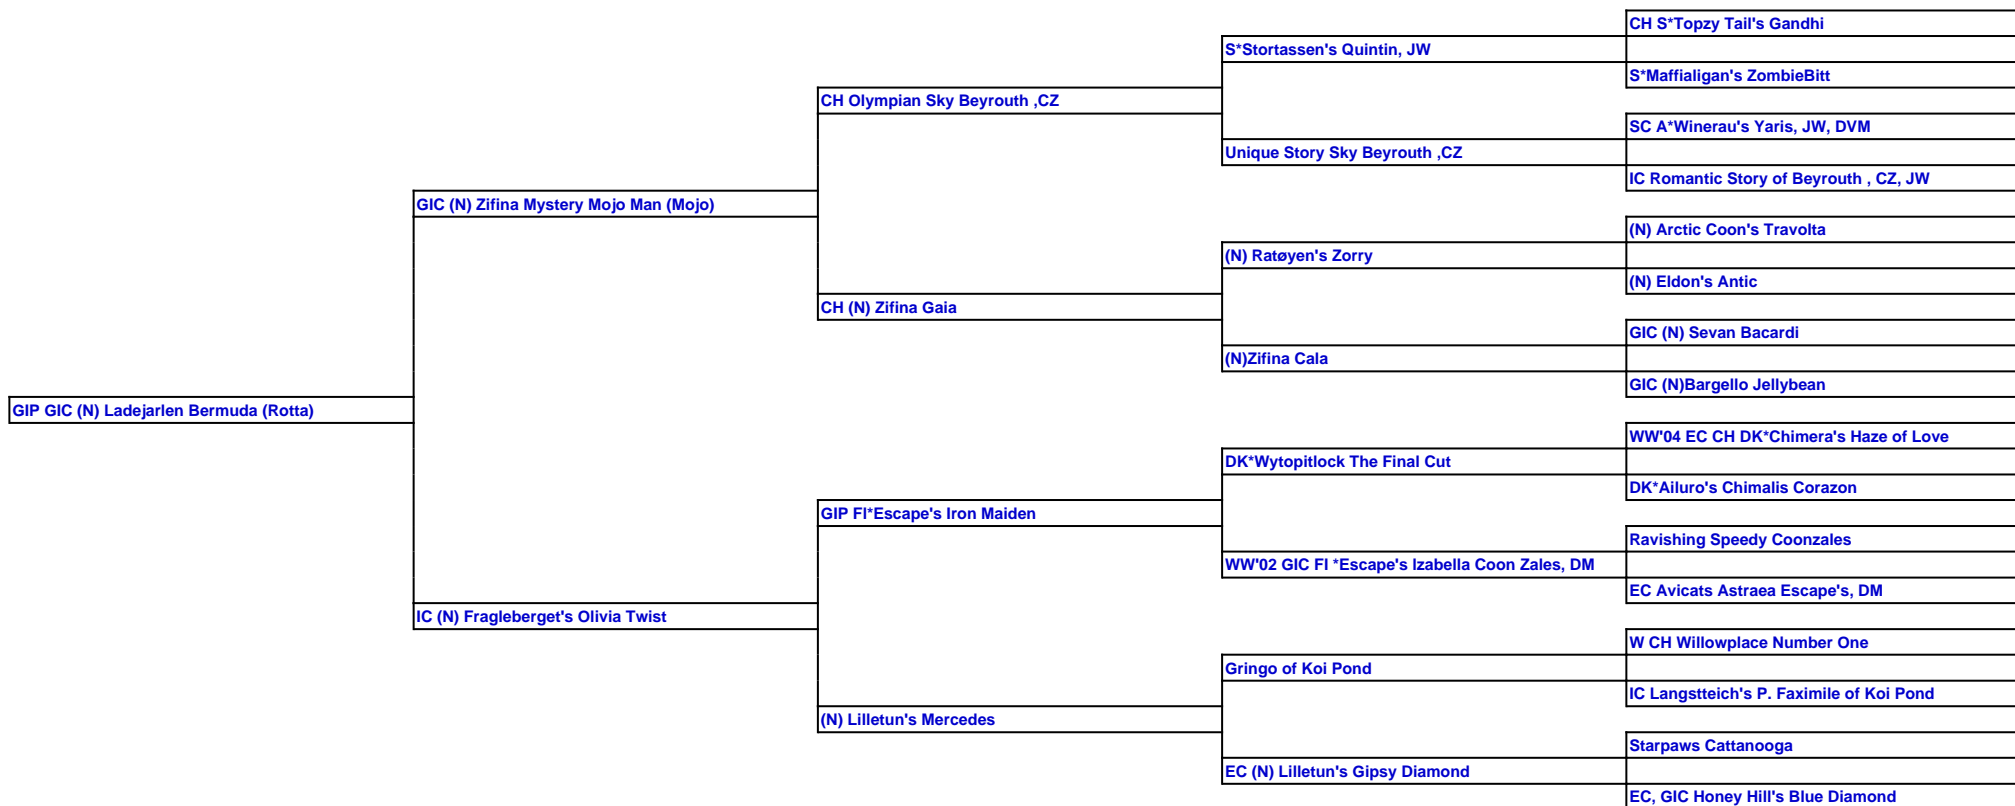 CH S*Topzy Tail's Gandhi
S*Stortassen's Quintin, JW
S*Maffialigan's ZombieBitt
CH Olympian Sky Beyrouth ,CZ
SC A*Winerau's Yaris, JW, DVM
Unique Story Sky Beyrouth ,CZ
IC Romantic Story of Beyrouth , CZ, JW
GIC (N) Zifina Mystery Mojo Man (Mojo)
(N) Arctic Coon's Travolta
(N) Ratøyen's Zorry
(N) Eldon's Antic
CH (N) Zifina Gaia
GIC (N) Sevan Bacardi
(N)Zifina Cala
GIC (N)Bargello Jellybean
GIP GIC (N) Ladejarlen Bermuda (Rotta)
WW'04 EC CH DK*Chimera's Haze of Love
DK*Wytopitlock The Final Cut
DK*Ailuro's Chimalis Corazon
GIP FI*Escape's Iron Maiden
Ravishing Speedy Coonzales
WW'02 GIC FI *Escape's Izabella Coon Zales, DM
EC Avicats Astraea Escape's, DM
IC (N) Fragleberget's Olivia Twist
W CH Willowplace Number One
Gringo of Koi Pond
IC Langstteich's P. Faximile of Koi Pond
(N) Lilletun's Mercedes
Starpaws Cattanooga
EC (N) Lilletun's Gipsy Diamond
EC, GIC Honey Hill's Blue Diamond